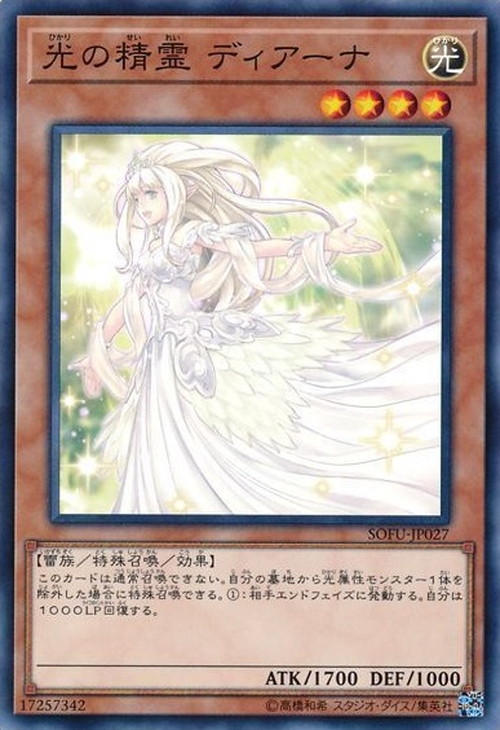 光の精霊 ディアーナ
光
SOFU-JP027
【雷族／特殊召喚／効果】
このカードは通常召喚できない。自分の墓地から光属性モンスター1体を
除外した場合に特殊召喚できる。①：相手エンドフェイズに発動する。自分は
1000LP回復する。
ATK/1700 DEF/1000
17257342
©高橋和希 スタジオ・ダイス/集英社